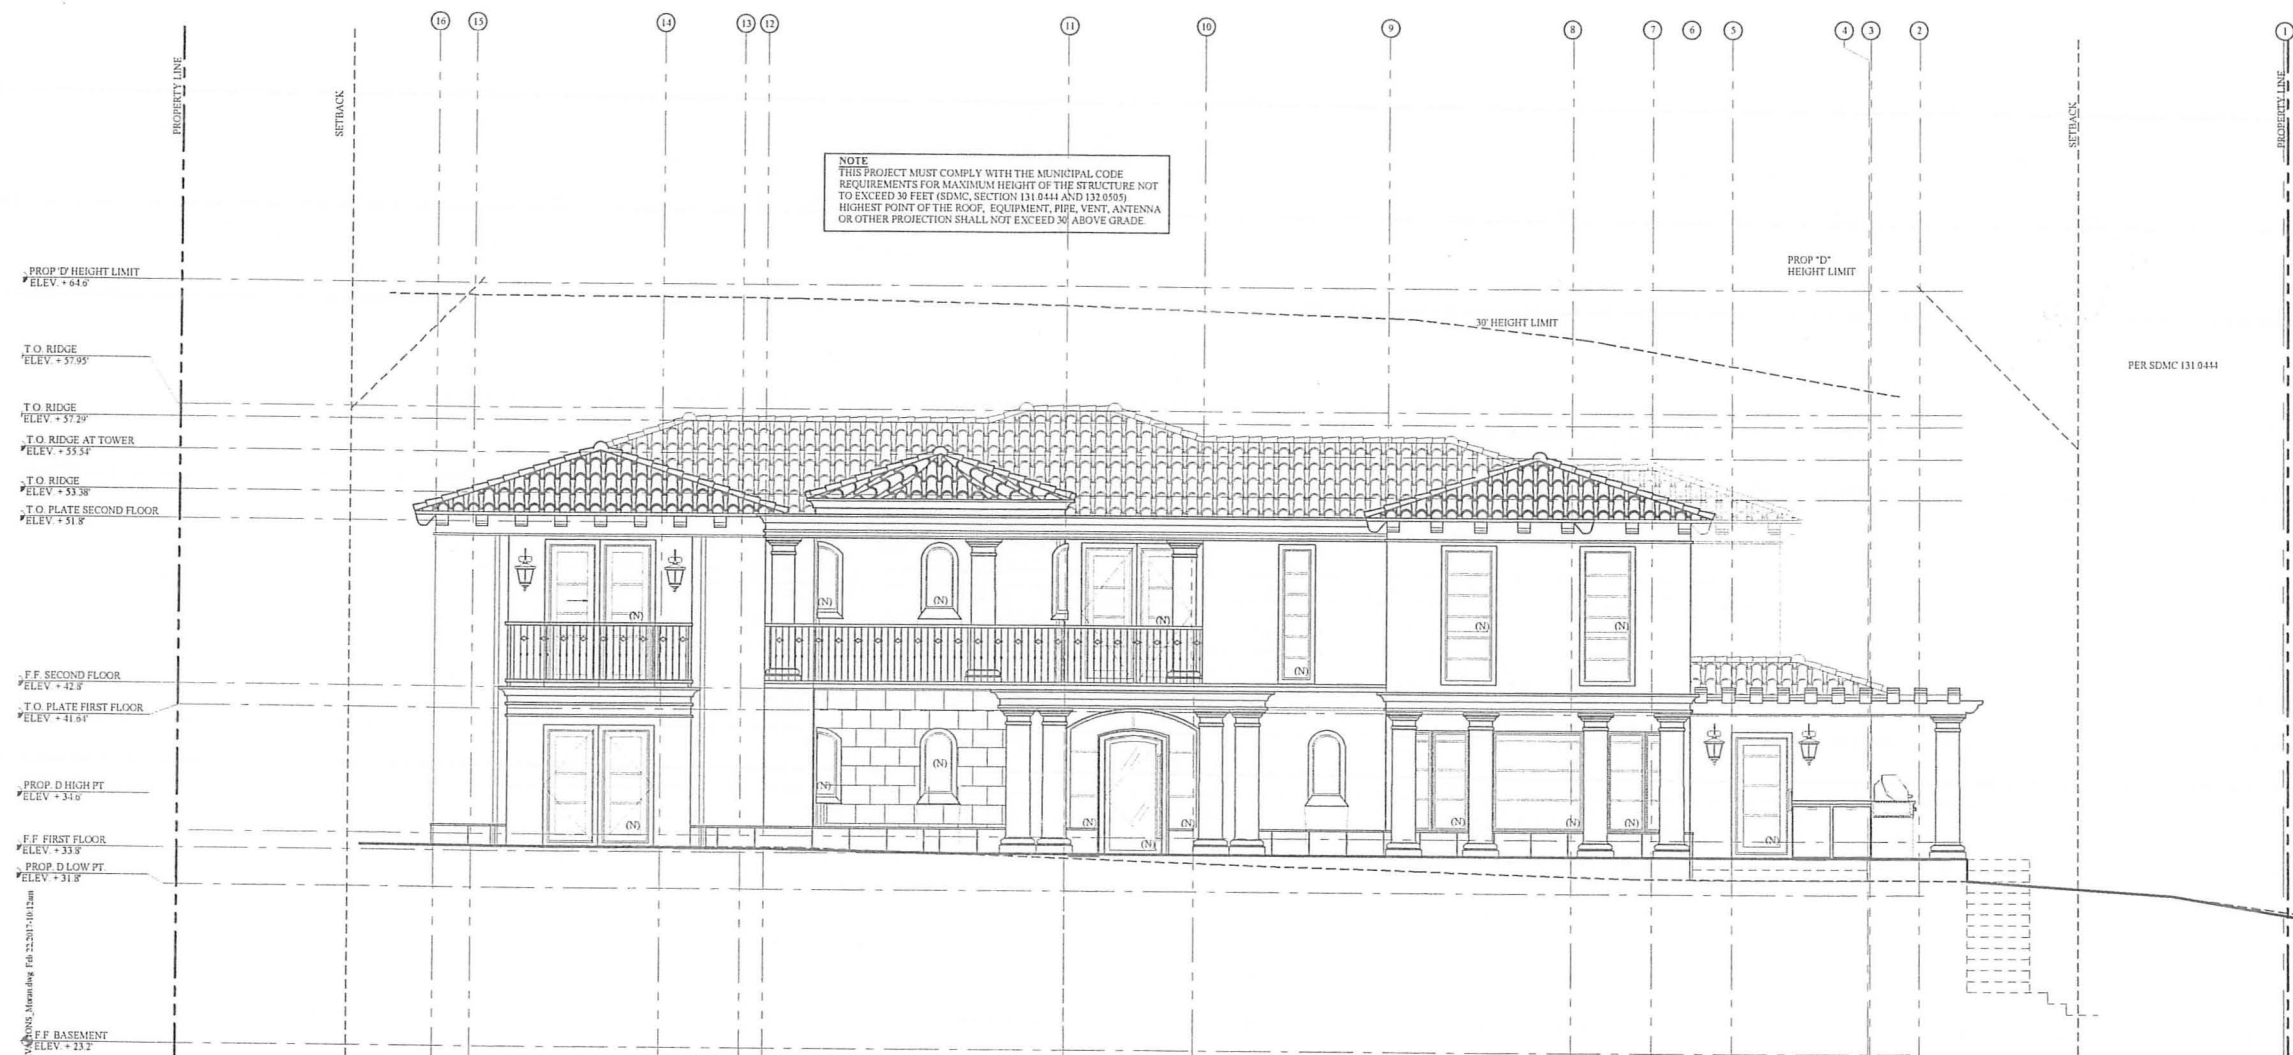 16 15 14 13 12 11 10 9 8 7 6 5 4 3 2 1
PROPERTY LINE
SETBACK
SETBACK
PROPERTY LINE
NOTE
THIS PROJECT MUST COMPLY WITH THE MUNICIPAL CODE
REQUIREMENTS FOR MAXIMUM HEIGHT OF THE STRUCTURE NOT
TO EXCEED 30 FEET (SDMC, SECTION 131.0444 AND 132.0505)
HIGHEST POINT OF THE ROOF, EQUIPMENT, PIPE, VENT, ANTENNA
OR OTHER PROJECTION SHALL NOT EXCEED 30' ABOVE GRADE.
PROP 'D' HEIGHT LIMIT
ELEV. + 64.6'
PROP "D"
HEIGHT LIMIT
30' HEIGHT LIMIT
T.O. RIDGE
ELEV. + 57.95'
PER SDMC 131.0444
T.O. RIDGE
ELEV. + 57.29'
T.O. RIDGE AT TOWER
ELEV. + 55.54'
T.O. RIDGE
ELEV. + 53.38'
T.O. PLATE SECOND FLOOR
ELEV. + 51.8'
(N) (N) (N) (N) (N) (N) (N)
F.F. SECOND FLOOR
ELEV. + 42.8'
T.O. PLATE FIRST FLOOR
ELEV. + 41.64'
PROP. D HIGH PT
ELEV. + 34.6'
(N) (N) (N) (N) (N) (N) (N) (N) (N) (N)
F.F. FIRST FLOOR
ELEV. + 33.8'
PROP. D LOW PT.
ELEV. + 31.8'
Moran.dwg Feb 22,2017-10:12am
F.F. BASEMENT
ELEV. + 23.2'